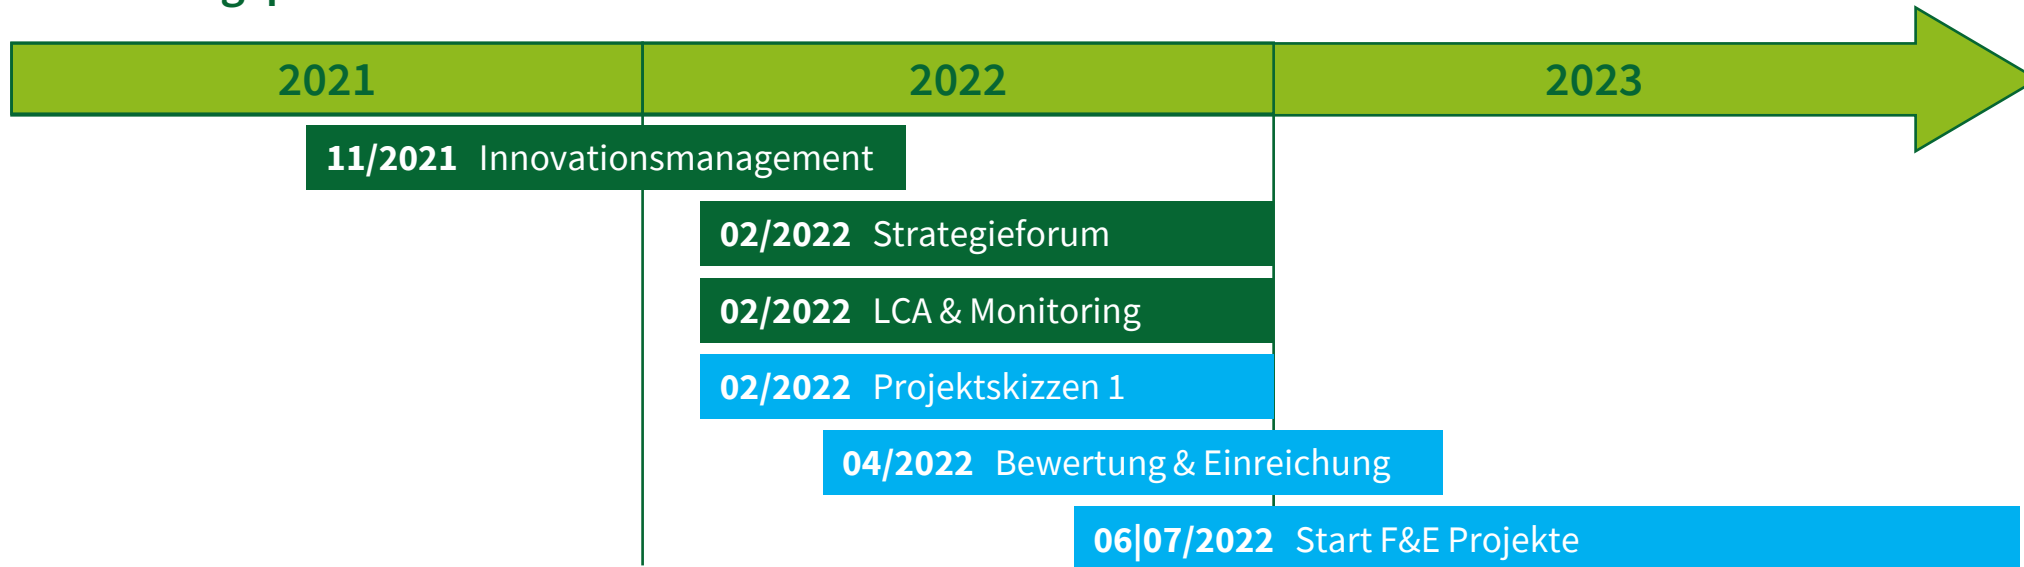 2021 2022 2023
11/2021 Innovationsmanagement
02/2022 Strategieforum
02/2022 LCA & Monitoring
02/2022 Projektskizzen 1
04/2022 Bewertung & Einreichung
06|07/2022 Start F&E Projekte